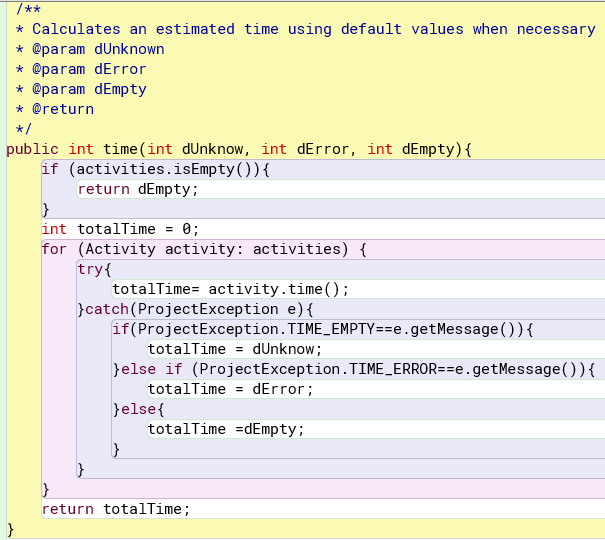 /**
* Calculates an estimated time using default values when necessary
* @param dUnknown
* @param dError
* @param dEmpty
* @return
*/
public int time(int dUnknow, int dError, int dEmpty){
if (activities.isEmpty()){
return dEmpty;
}
int totalTime = 0;
for (Activity activity: activities) {
try{
totalTime= activity.time();
}catch(ProjectException e){
if(ProjectException.TIME_EMPTY==e.getMessage()){
totalTime = dUnknow;
}else if (ProjectException.TIME_ERROR==e.getMessage()){
totalTime = dError;
}else{
totalTime =dEmpty;
}
}
}
return totalTime;
}